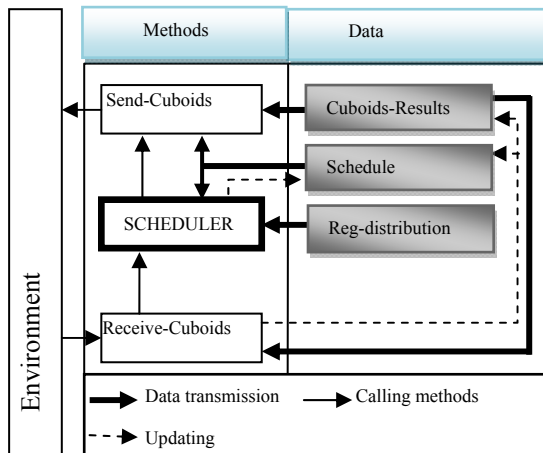 Methods
Data
Send-Cuboids
Cuboids-Results
Schedule
SCHEDULER
Reg-distribution
Receive-Cuboids
Environment
Data transmission
Calling methods
Updating